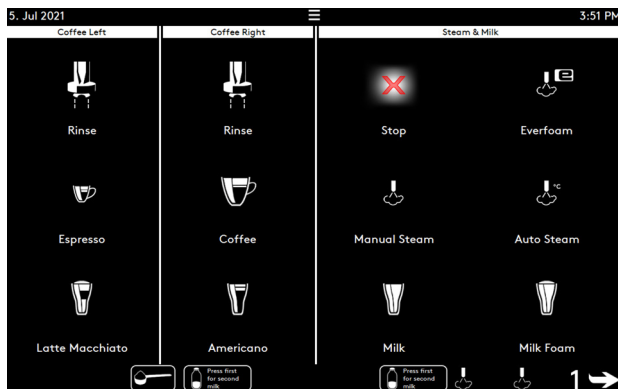 5. Jul 2021
3:51 PM
Coffee Left
Coffee Right
Steam & Milk
Rinse
Rinse
Stop
e
Everfoam
Espresso
Coffee
Manual Steam
°C
Auto Steam
Latte Macchiato
Americano
Milk
Milk Foam
Press first
for second
milk
Press first
for second
milk
1